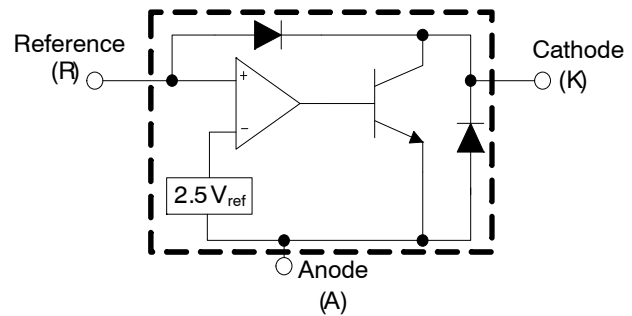 Reference
(R)
Cathode
(K)
+
−
2.5 Vref
Anode
(A)